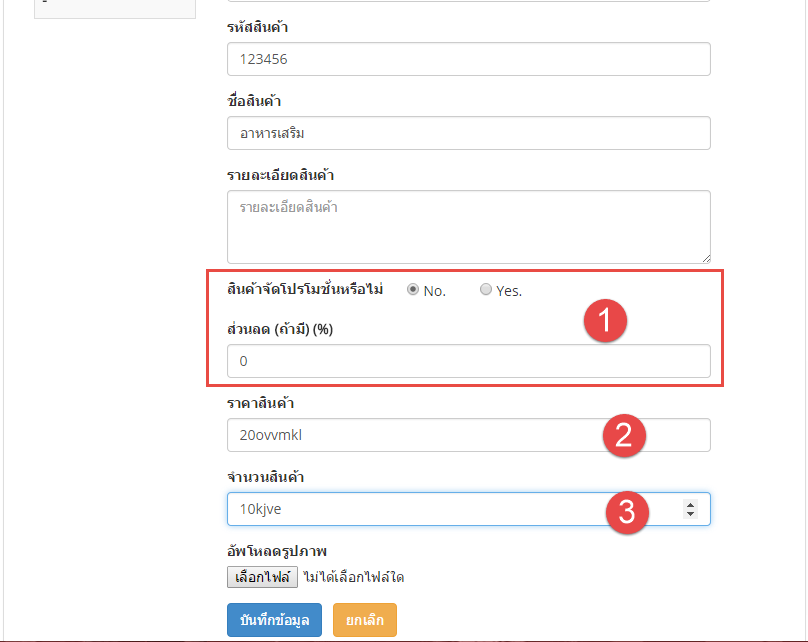 -
รหัสสินค้า
123456
ชื่อสินค้า
อาหารเสริม
รายละเอียดสินค้า
รายละเอียดสินค้า
สินค้าจัดโปรโมชั่นหรือไม่ No. Yes.
1
ส่วนลด (ถ้ามี) (%)
0
ราคาสินค้า
20ovvmkl 2
จำนวนสินค้า
10kjve 3
อัพโหลดรูปภาพ
เลือกไฟล์ ไม่ได้เลือกไฟล์ใด
บันทึกข้อมูล ยกเลิก